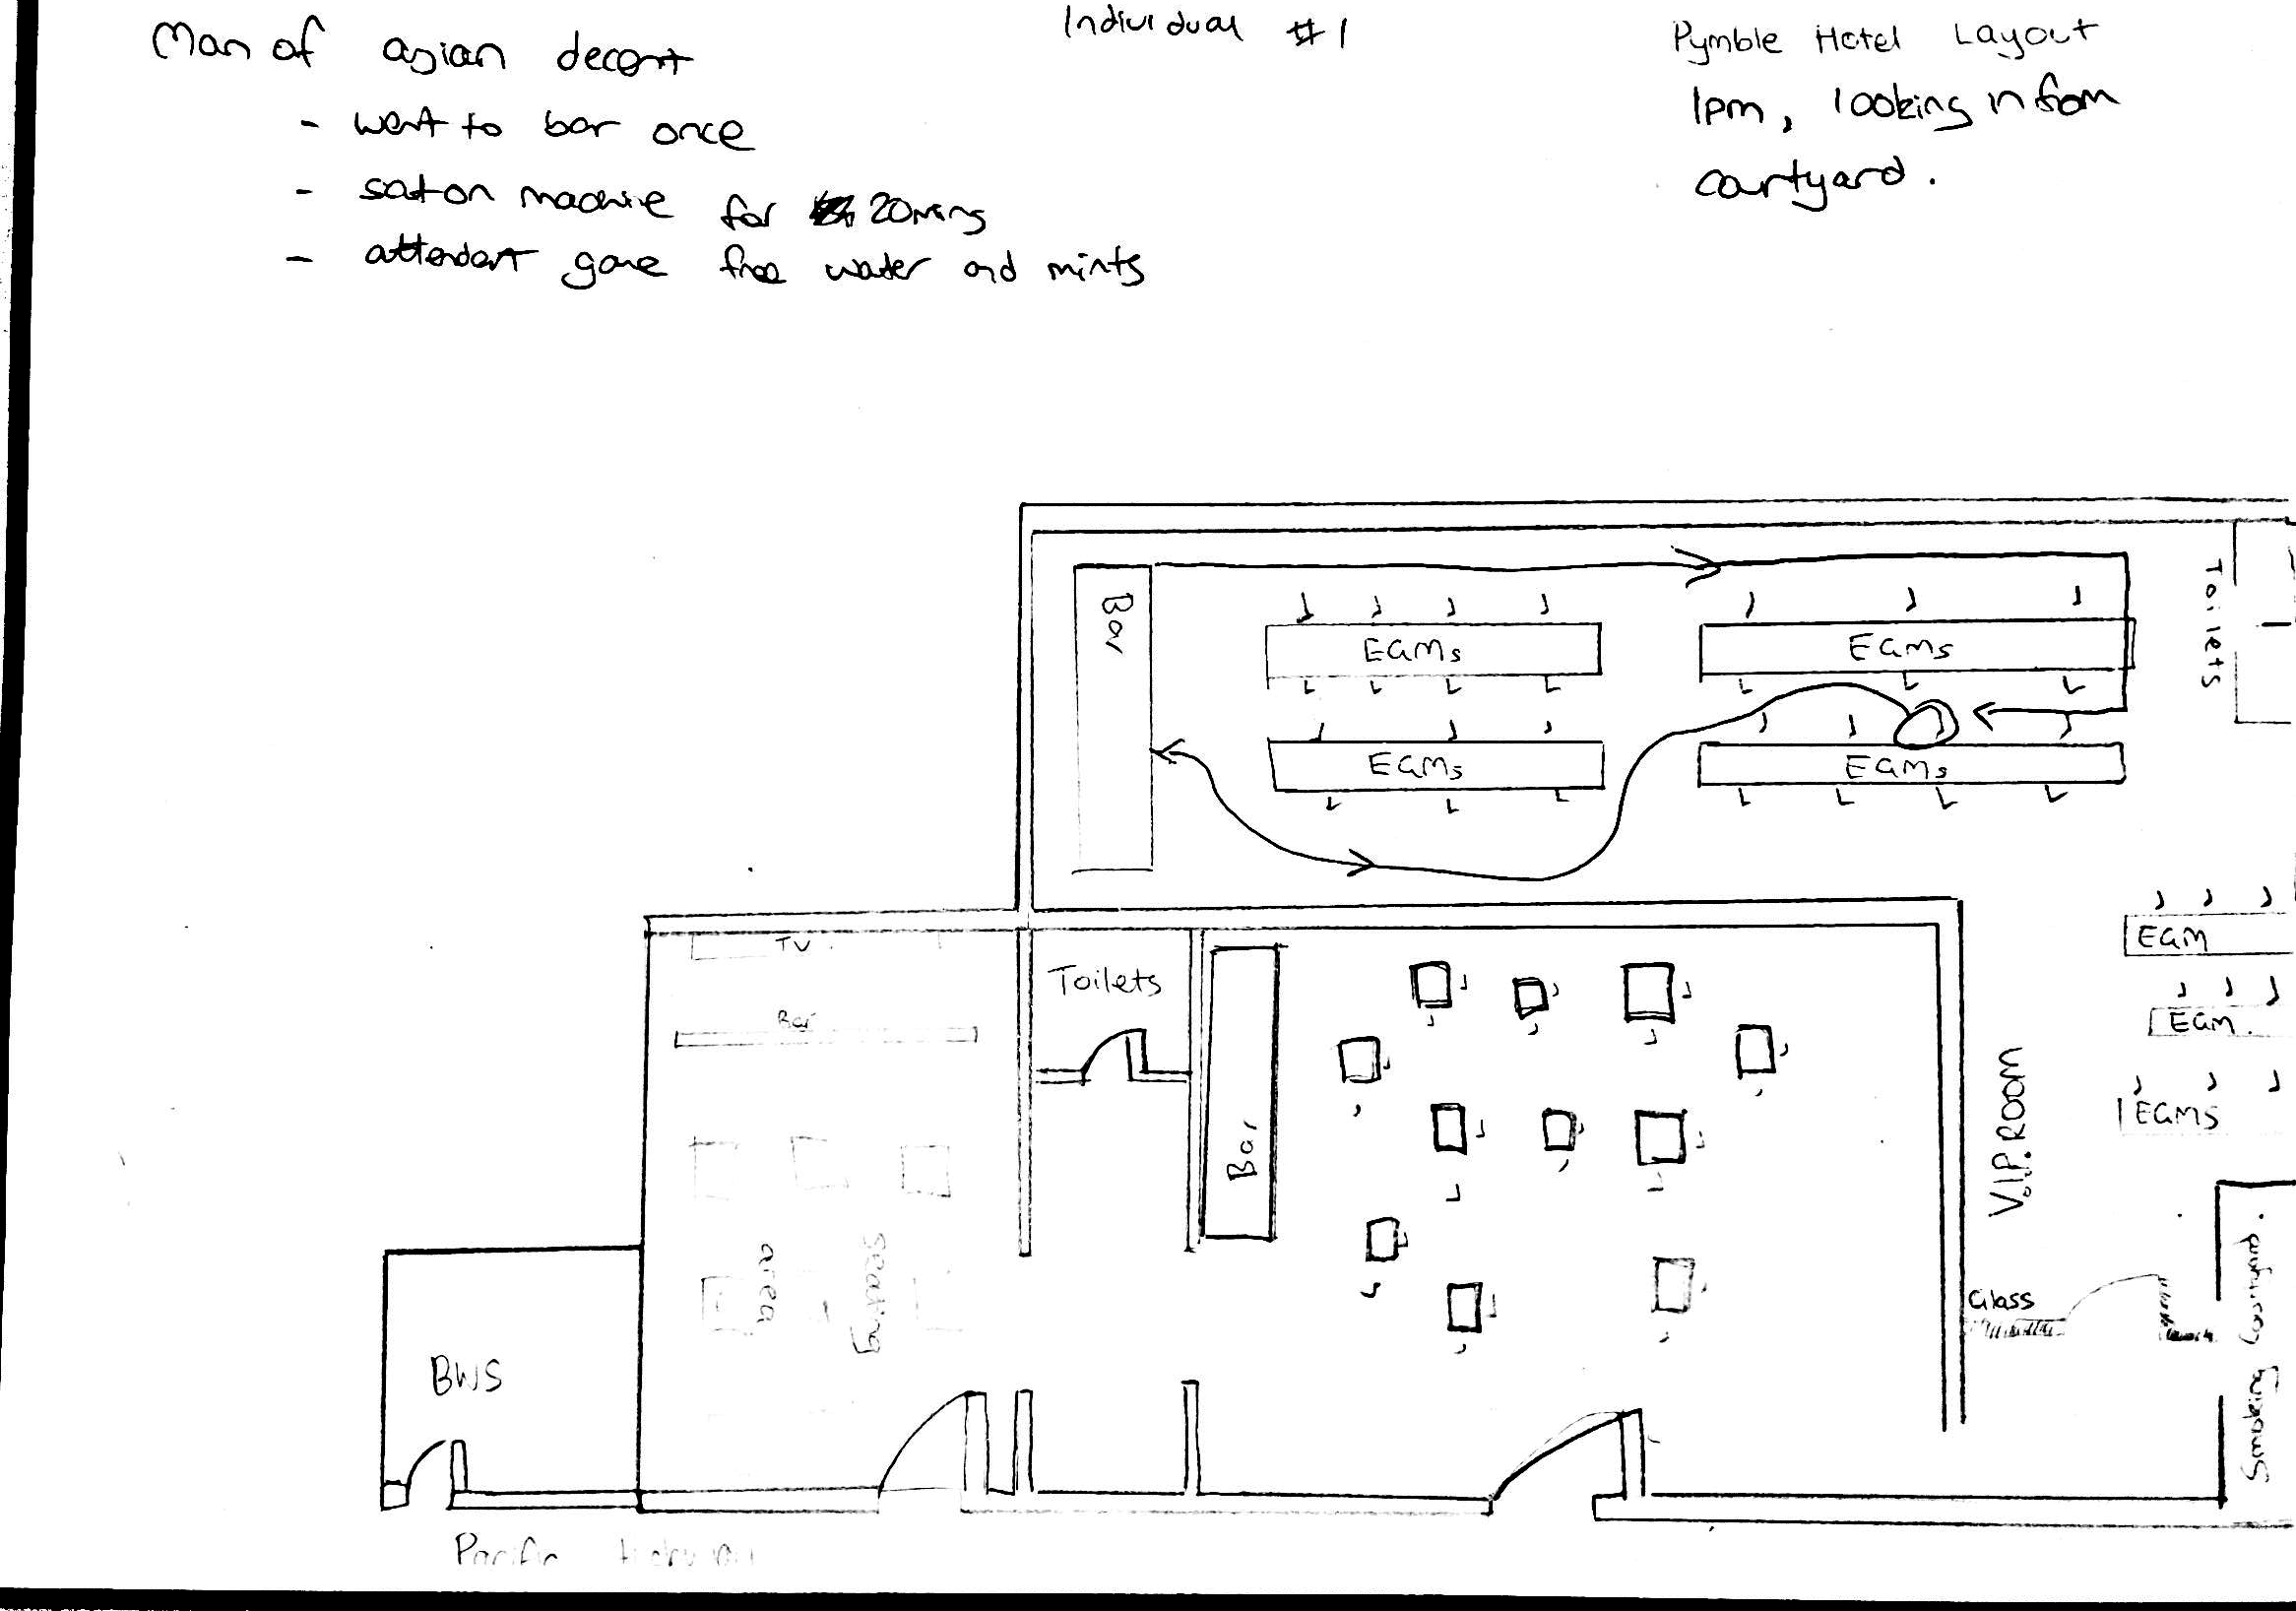 Individual #1
Man of asian decent
- went to bar once
- sat on machine for 20mins
- attendant gave free water and mints
Pymble Hotel Layout
1pm, looking in from
courtyard.
Bar
EGMs
EGMs
EGMs
EGMs
Toilets
TV
Bar
Toilets
Bar
V.I.P. ROOM
EGM
EGM.
EGMS
Glass
Smoking Courtyard.
seating
area
BWS
Pacific